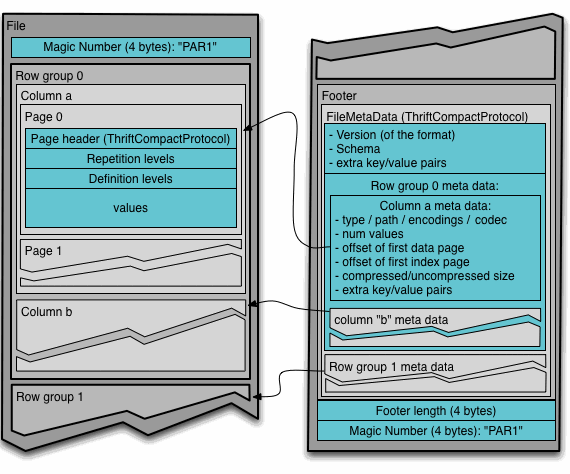 File
Magic Number (4 bytes): "PAR1"
Row group 0
Column a
Page 0
Page header (ThriftCompactProtocol)
Repetition levels
Definition levels
values
Page 1
Column b
Row group 1
Footer
FileMetaData (ThriftCompactProtocol)
- Version (of the format)
- Schema
- extra key/value pairs
Row group 0 meta data:
Column a meta data:
- type / path / encodings / codec
- num values
- offset of first data page
- offset of first index page
- compressed/uncompressed size
- extra key/value pairs
column "b" meta data
Row group 1 meta data
Footer length (4 bytes)
Magic Number (4 bytes): "PAR1"